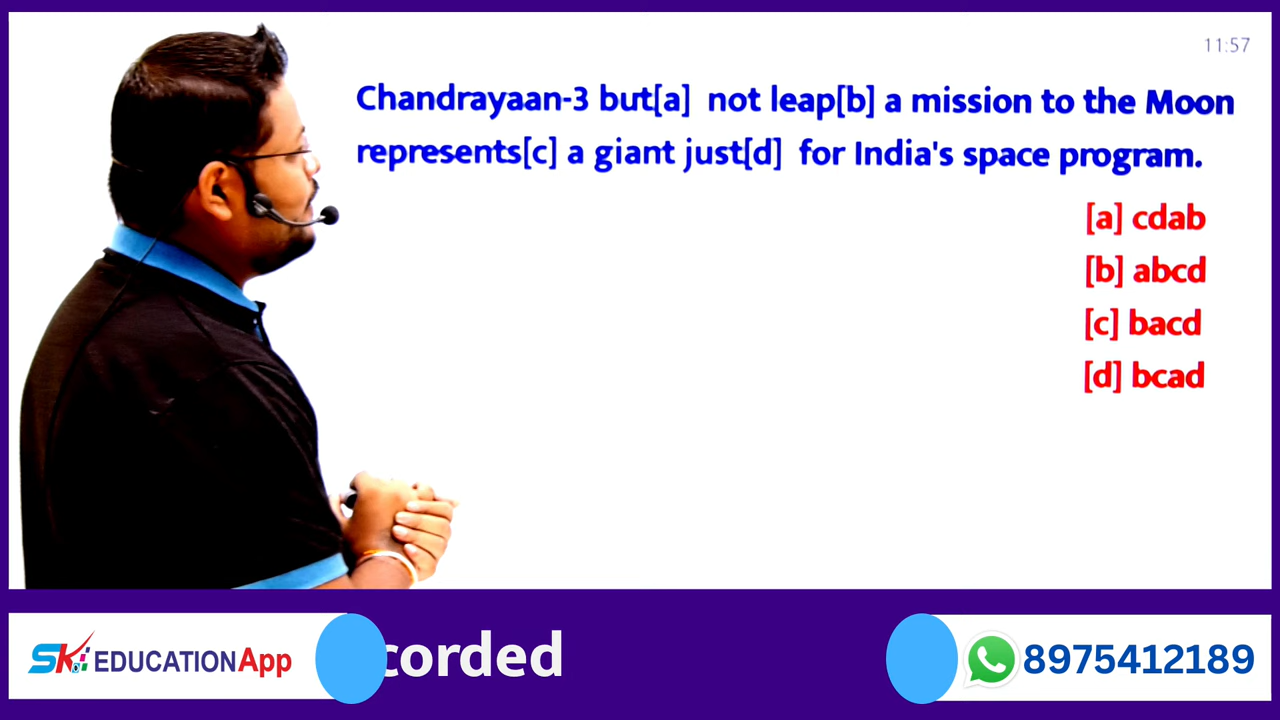 11:57
Chandrayaan-3 but[a] not leap[b] a mission to the Moon
represents[c] a giant just[d] for India's space program.
[a] cdab
[b] abcd
[c] bacd
[d] bcad
SK EDUCATIONApp
corded
8975412189